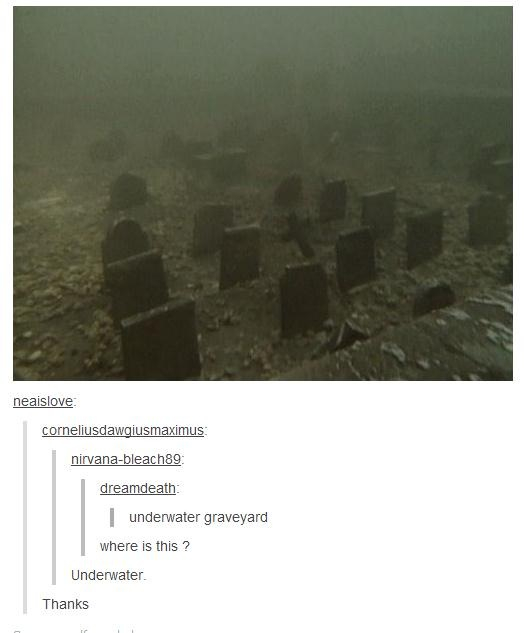 neaislove:
corneliusdawgiusmaximus:
nirvana-bleach89:
dreamdeath:
underwater graveyard
where is this ?
Underwater.
Thanks